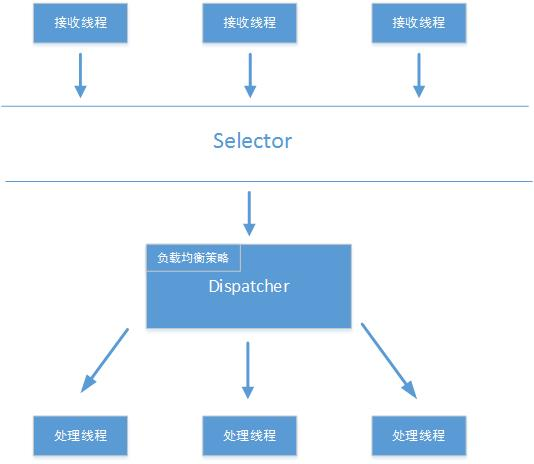 接收线程 接收线程 接收线程
Selector
负载均衡策略
Dispatcher
处理线程 处理线程 处理线程